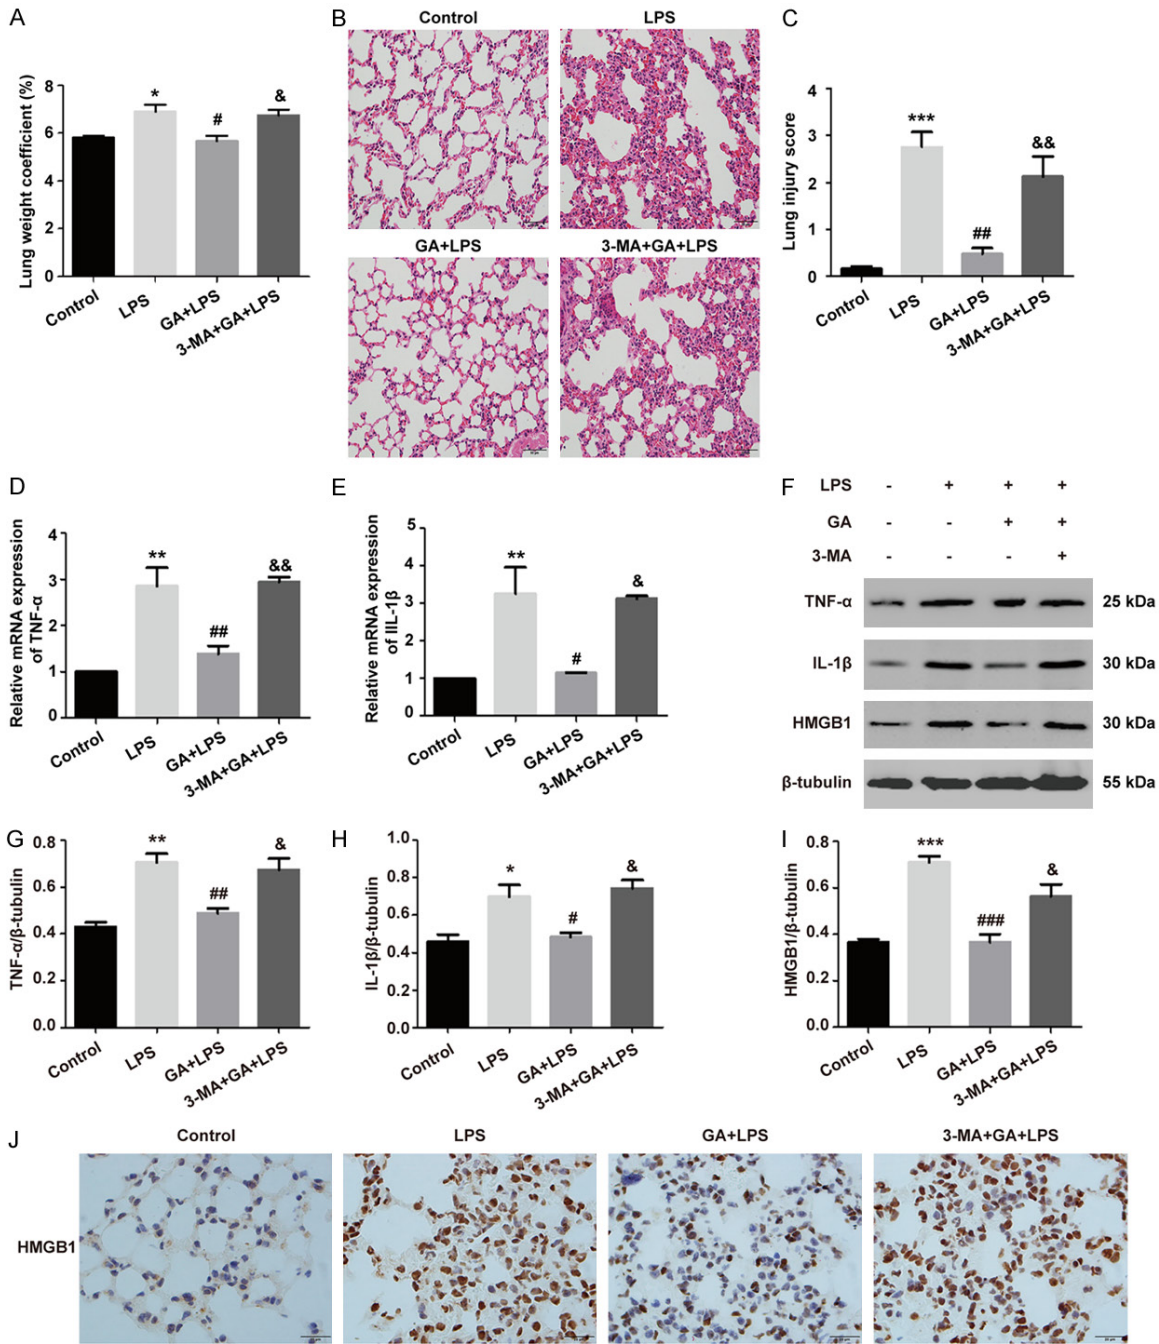 A
Lung weight coefficient (%)
8
6
4
2
0
*
#
&
Control
LPS
GA+LPS
3-MA+GA+LPS
B
Control
LPS
GA+LPS
3-MA+GA+LPS
C
Lung injury score
4
3
2
1
0
***
##
&&
Control
LPS
GA+LPS
3-MA+GA+LPS
D
Relative mRNA expression
of TNF-α
4
3
2
1
0
**
##
&&
Control
LPS
GA+LPS
3-MA+GA+LPS
E
Relative mRNA expression
of IIL-1β
5
4
3
2
1
0
**
#
&
Control
LPS
GA+LPS
3-MA+GA+LPS
F
LPS - + + +
GA - - + +
3-MA - - - +
TNF-α 25 kDa
IL-1β 30 kDa
HMGB1 30 kDa
β-tubulin 55 kDa
G
TNF-α/β-tubulin
0.8
0.6
0.4
0.2
0.0
**
##
&
Control
LPS
GA+LPS
3-MA+GA+LPS
H
IL-1β/β-tubulin
1.0
0.8
0.6
0.4
0.2
0.0
*
#
&
Control
LPS
GA+LPS
3-MA+GA+LPS
I
HMGB1/β-tubulin
0.8
0.6
0.4
0.2
0.0
***
###
&
Control
LPS
GA+LPS
3-MA+GA+LPS
J
Control
LPS
GA+LPS
3-MA+GA+LPS
HMGB1